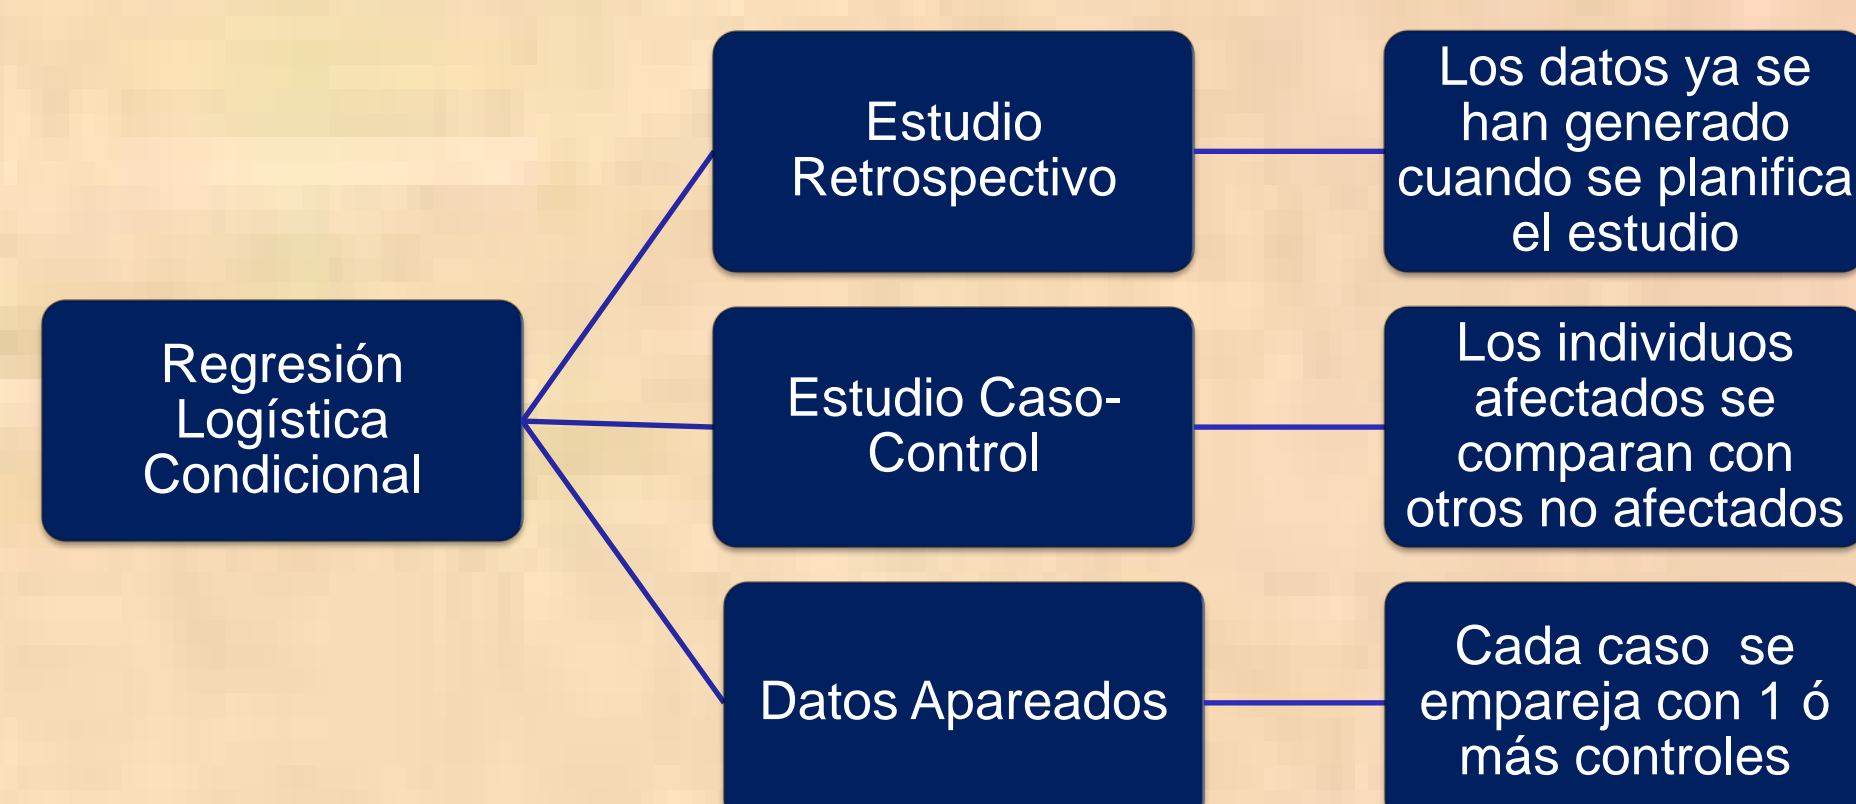 Regresión
Logística
Condicional
Estudio
Retrospectivo
Los datos ya se
han generado
cuando se planifica
el estudio
Estudio Caso-
Control
Los individuos
afectados se
comparan con
otros no afectados
Datos Apareados
Cada caso  se
empareja con 1 ó
más controles